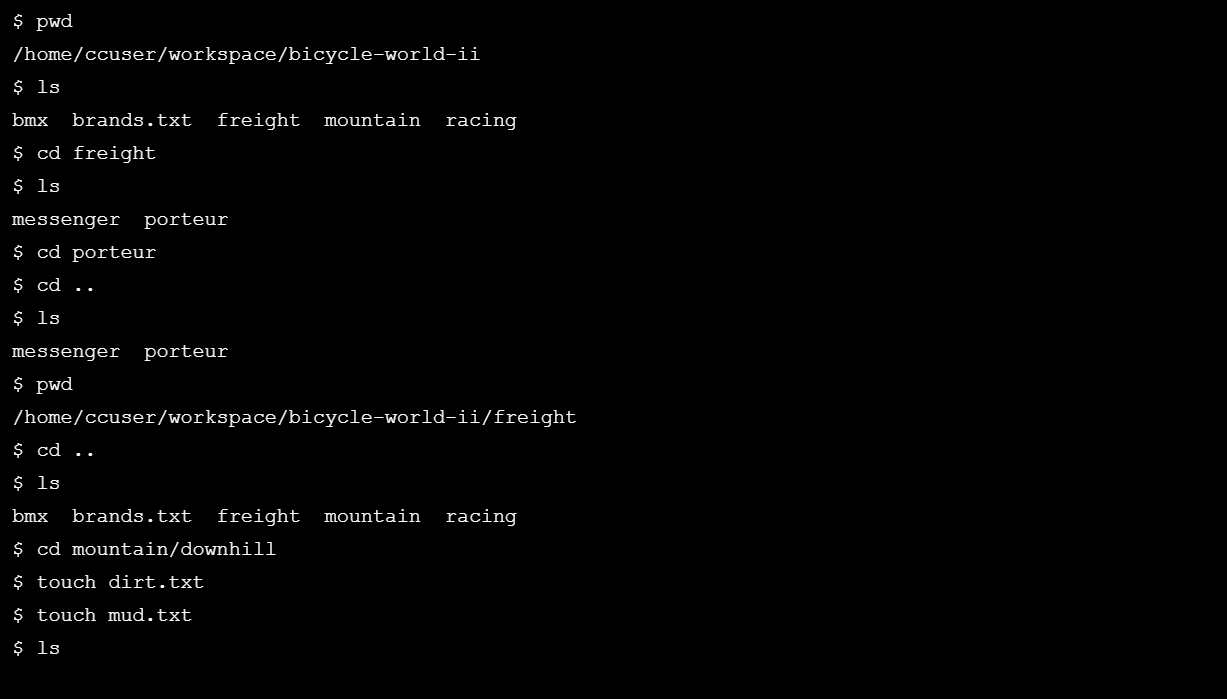 $ pwd
/home/ccuser/workspace/bicycle-world-ii
$ ls
bmx  brands.txt  freight  mountain  racing
$ cd freight
$ ls
messenger  porteur
$ cd porteur
$ cd ..
$ ls
messenger  porteur
$ pwd
/home/ccuser/workspace/bicycle-world-ii/freight
$ cd ..
$ ls
bmx  brands.txt  freight  mountain  racing
$ cd mountain/downhill
$ touch dirt.txt
$ touch mud.txt
$ ls